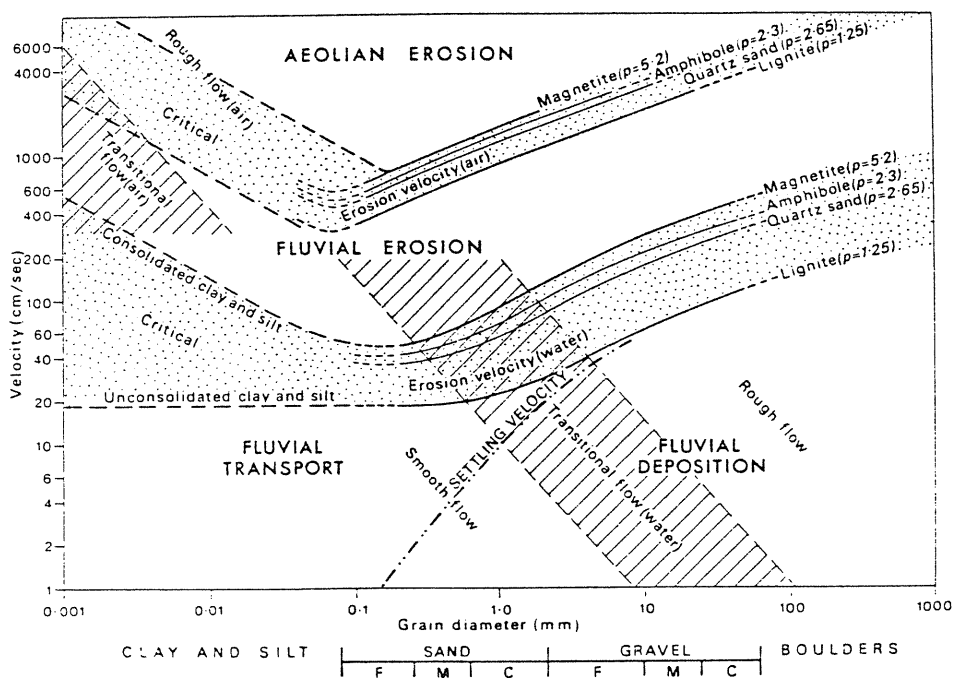 AEOLIAN EROSION
Rough flow (air)
Critical
Transitional
flow (air)
Magnetite (p=5·2)
Amphibole (p=2·3)
Quartz sand (p=2·65)
Lignite (p=1·25)
Erosion velocity (air)
FLUVIAL EROSION
Consolidated clay and silt
Critical
Unconsolidated clay and silt
Magnetite (p=5·2)
Amphibole (p=2·3)
Quartz sand (p=2·65)
Lignite (p=1·25)
Erosion velocity (water)
SETTLING VELOCITY
FLUVIAL
TRANSPORT
Smooth flow
Transitional flow (water)
FLUVIAL
DEPOSITION
Rough flow
Velocity (cm/sec)
6000
4000
1000
600
400
200
100
60
40
20
10
6
4
2
1
0·001 0·01 0·1 1·0 10 100 1000
Grain diameter (mm)
CLAY AND SILT SAND GRAVEL BOULDERS
F M C F M C